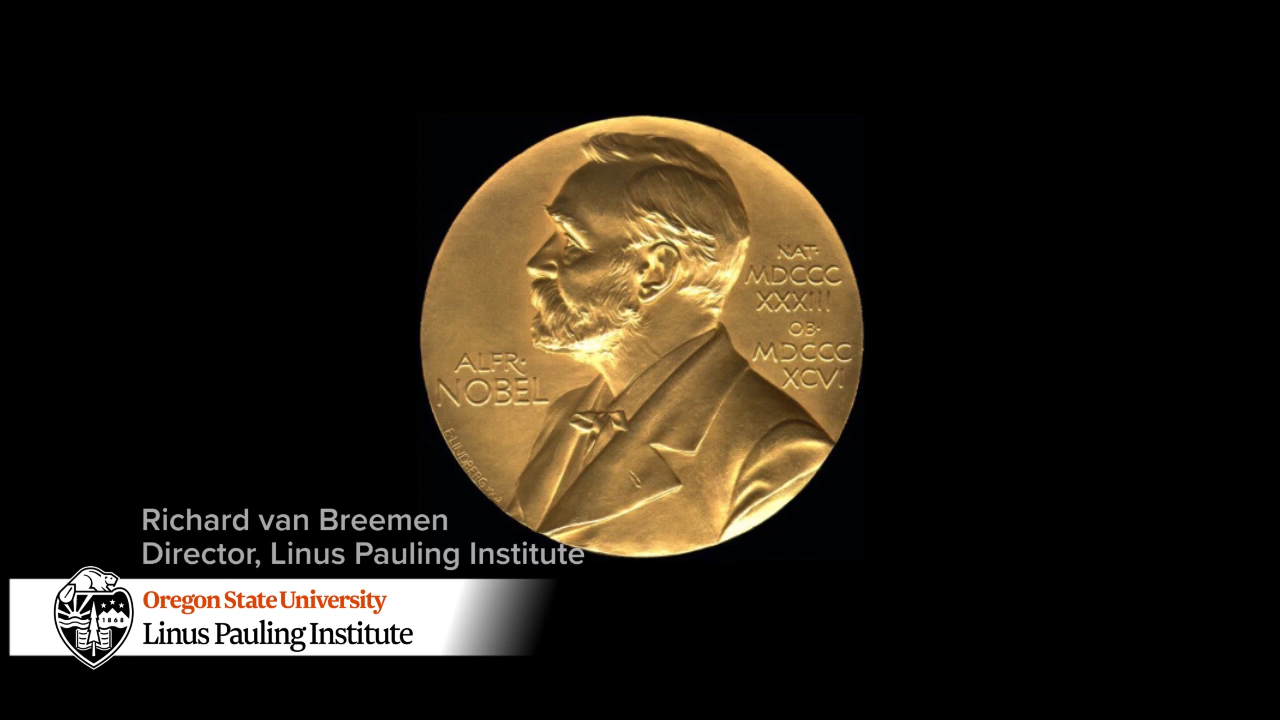 NAT·
MDCCC
XXXIII
OB·
MDCCC
XCVI
ALFR·
NOBEL
Richard van Breemen
Director, Linus Pauling Institute
Oregon State University
1868
Linus Pauling Institute